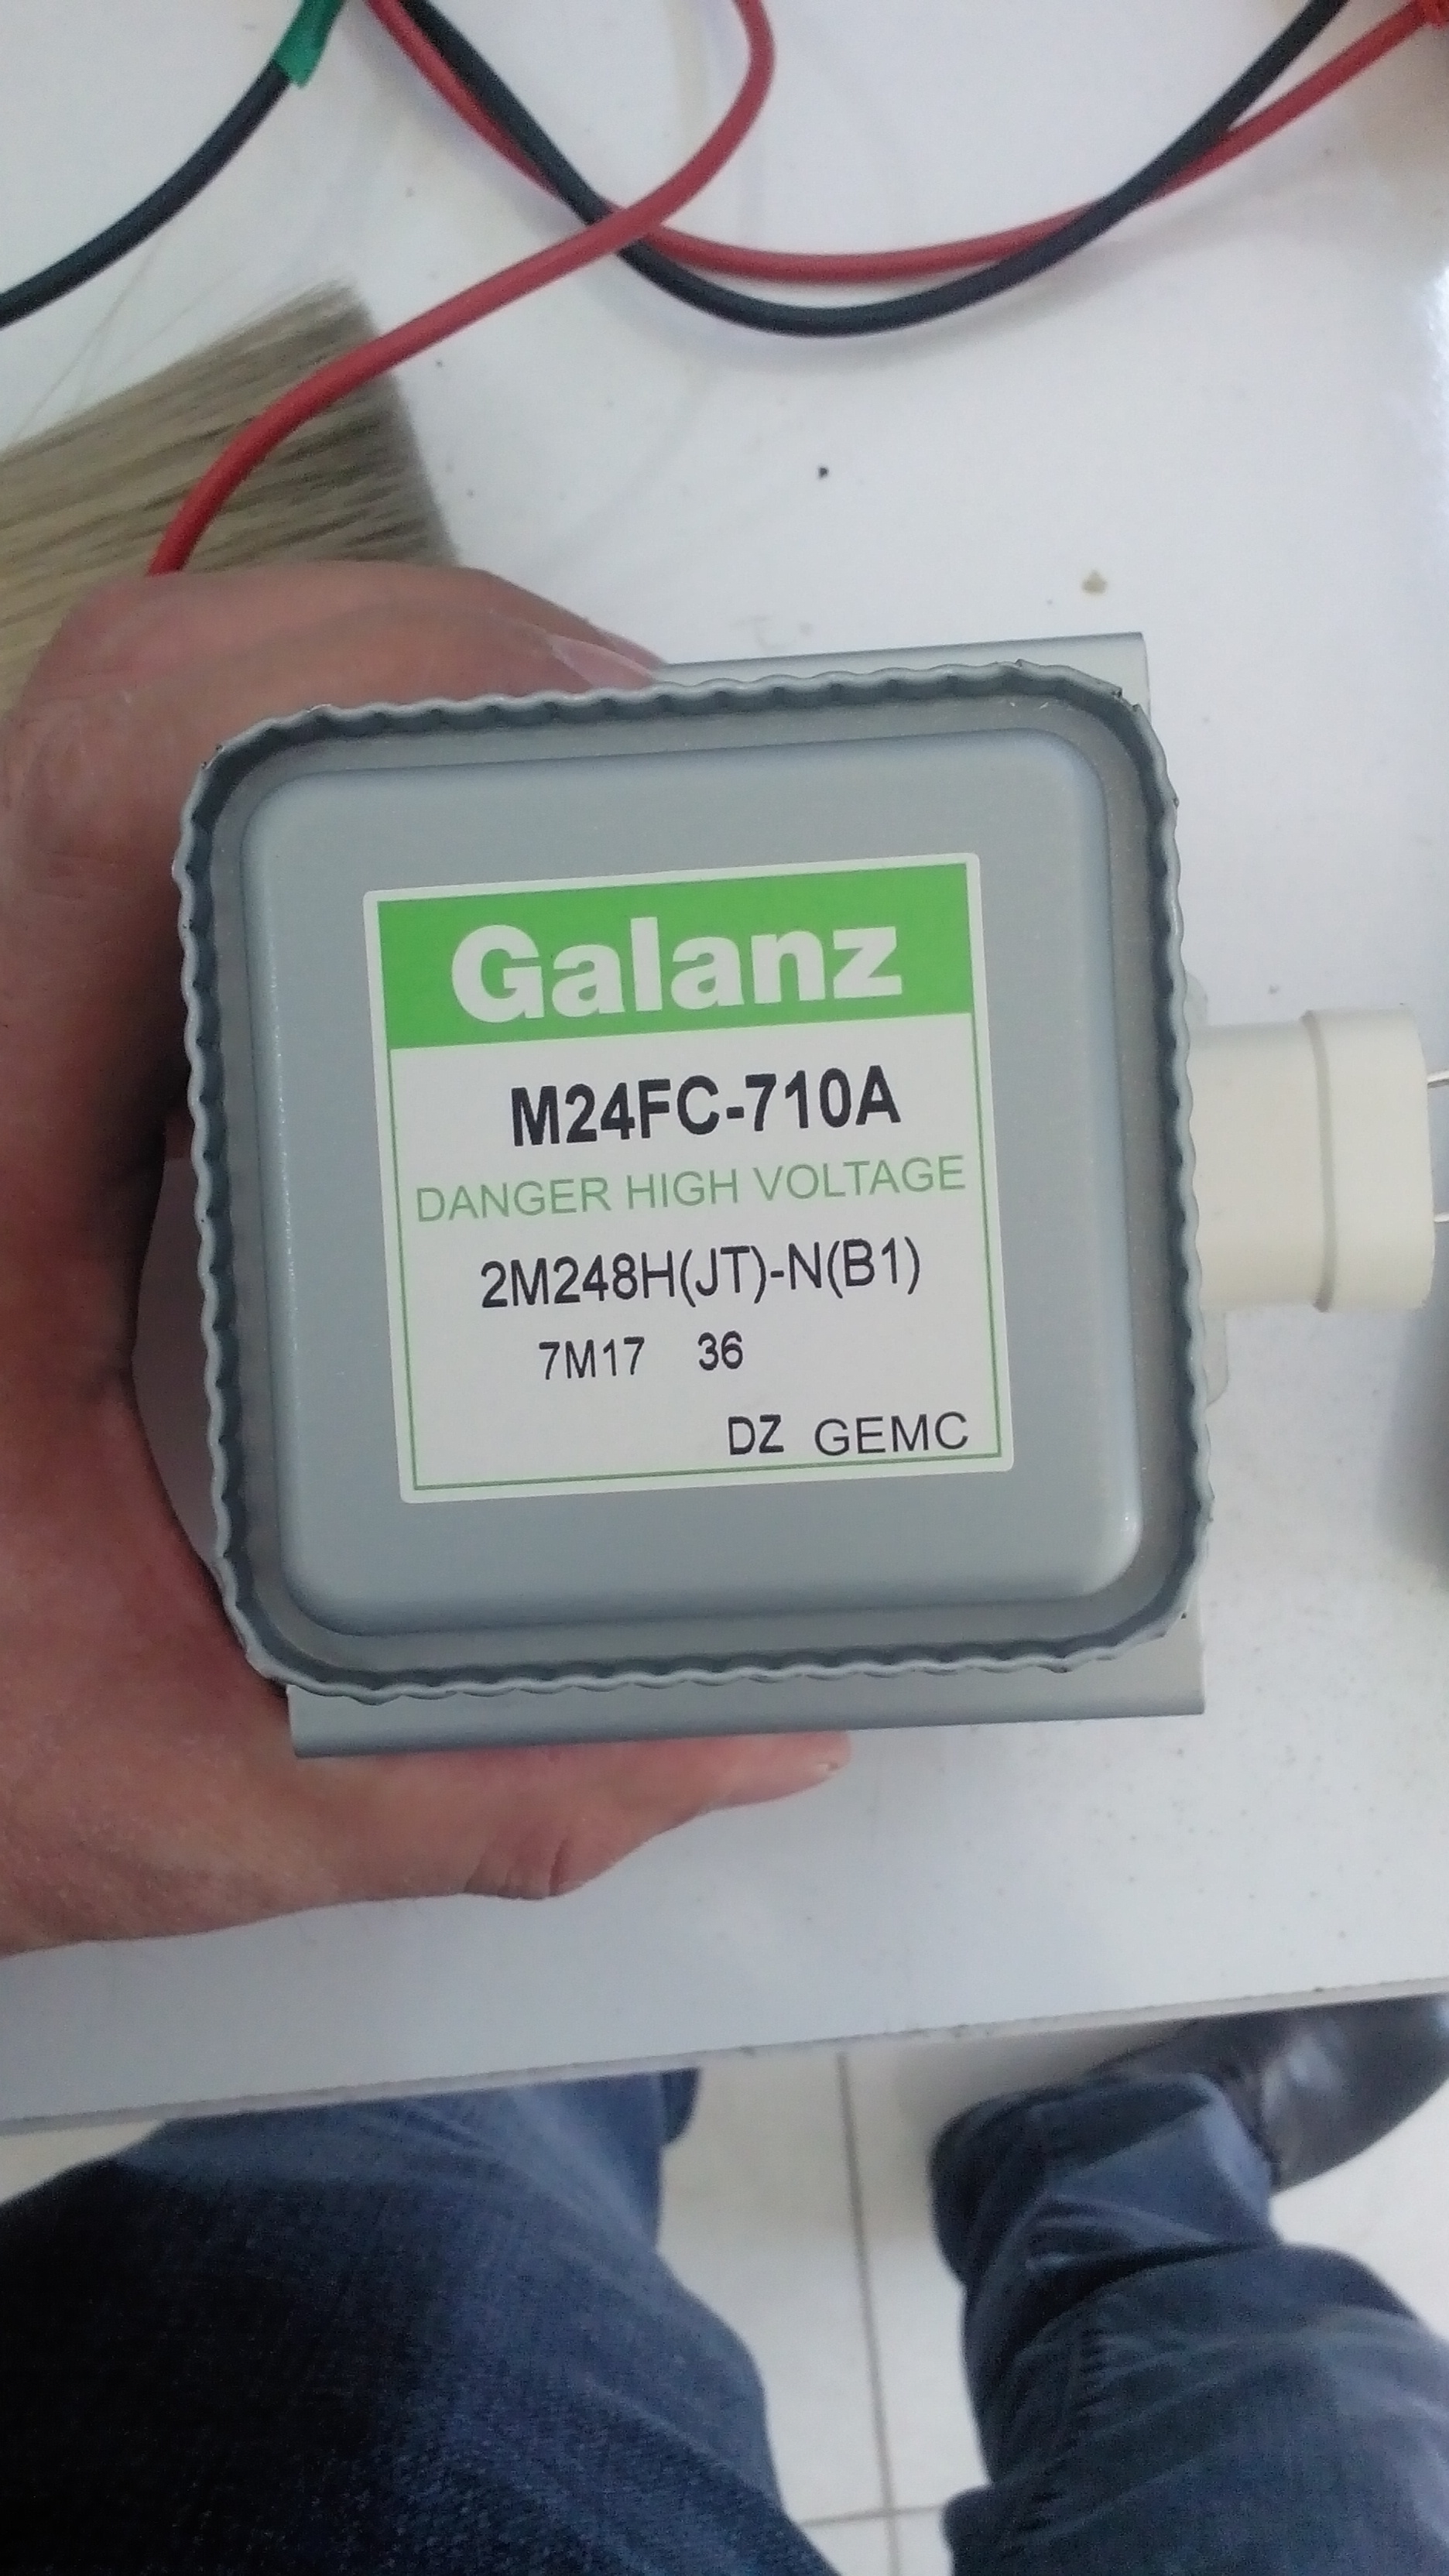 Galanz
M24FC-710A
DANGER HIGH VOLTAGE
2M248H(JT)-N(B1)
7M17 36
DZ GEMC